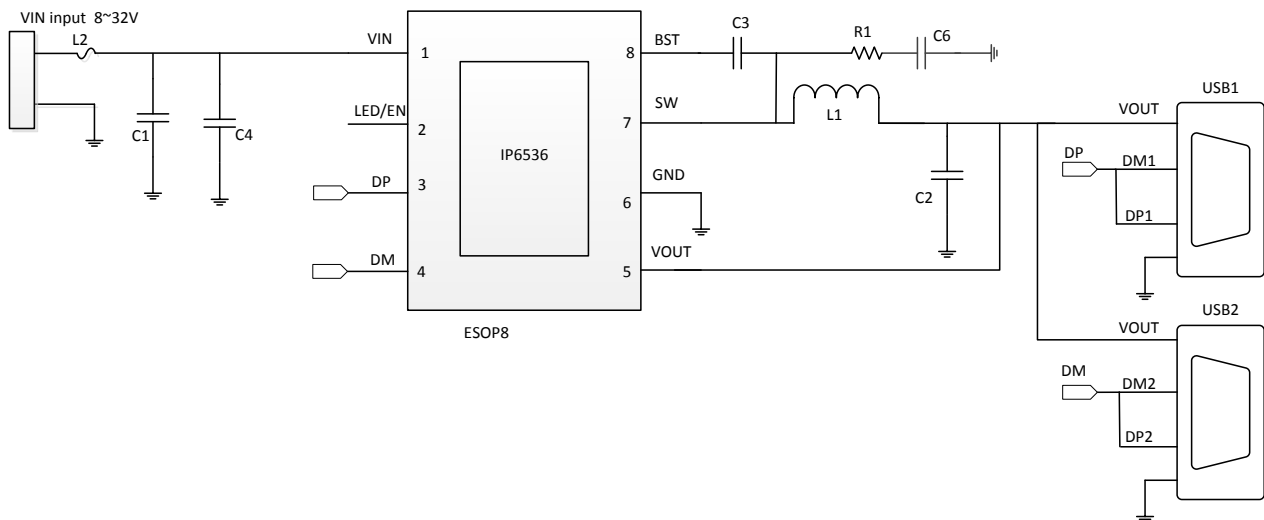 VIN input 8~32V
L2
VIN
1
8
BST
C3
R1
C6
USB1
C1
C4
LED/EN
2
IP6536
7
SW
L1
VOUT
DP
3
6
GND
C2
DP
DM1
DP1
DM
4
5
VOUT
ESOP8
USB2
VOUT
DM
DM2
DP2